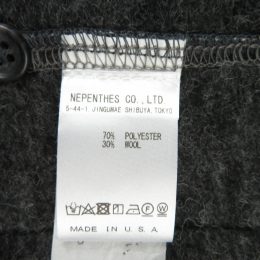 NEPENTHES CO.,LTD.
5-44-1 JINGUMAE SHIBUYA,TOKYO
70% POLYESTER
30% WOOL
MADE IN U.S.A.